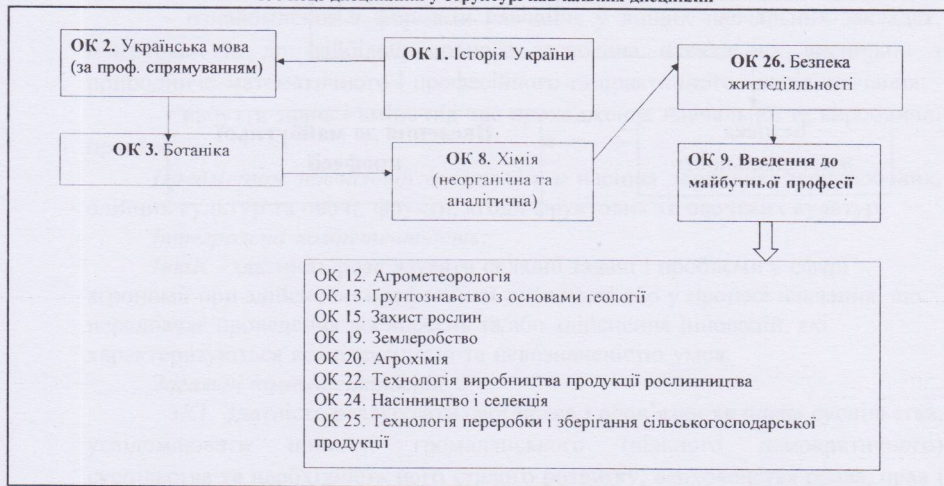 ОК 2. Українська мова
(за проф. спрямуванням)
ОК 1. Історія України
ОК 26. Безпека
життєдіяльності
ОК 3. Ботаніка
ОК 8. Хімія
(неорганічна та
аналітична)
ОК 9. Введення до
майбутньої професії
ОК 12. Агрометеорологія
ОК 13. Ґрунтознавство з основами геології
ОК 15. Захист рослин
ОК 19. Землеробство
ОК 20. Агрохімія
ОК 22. Технологія виробництва продукції рослинництва
ОК 24. Насінництво і селекція
ОК 25. Технологія переробки і зберігання сільськогосподарської
продукції